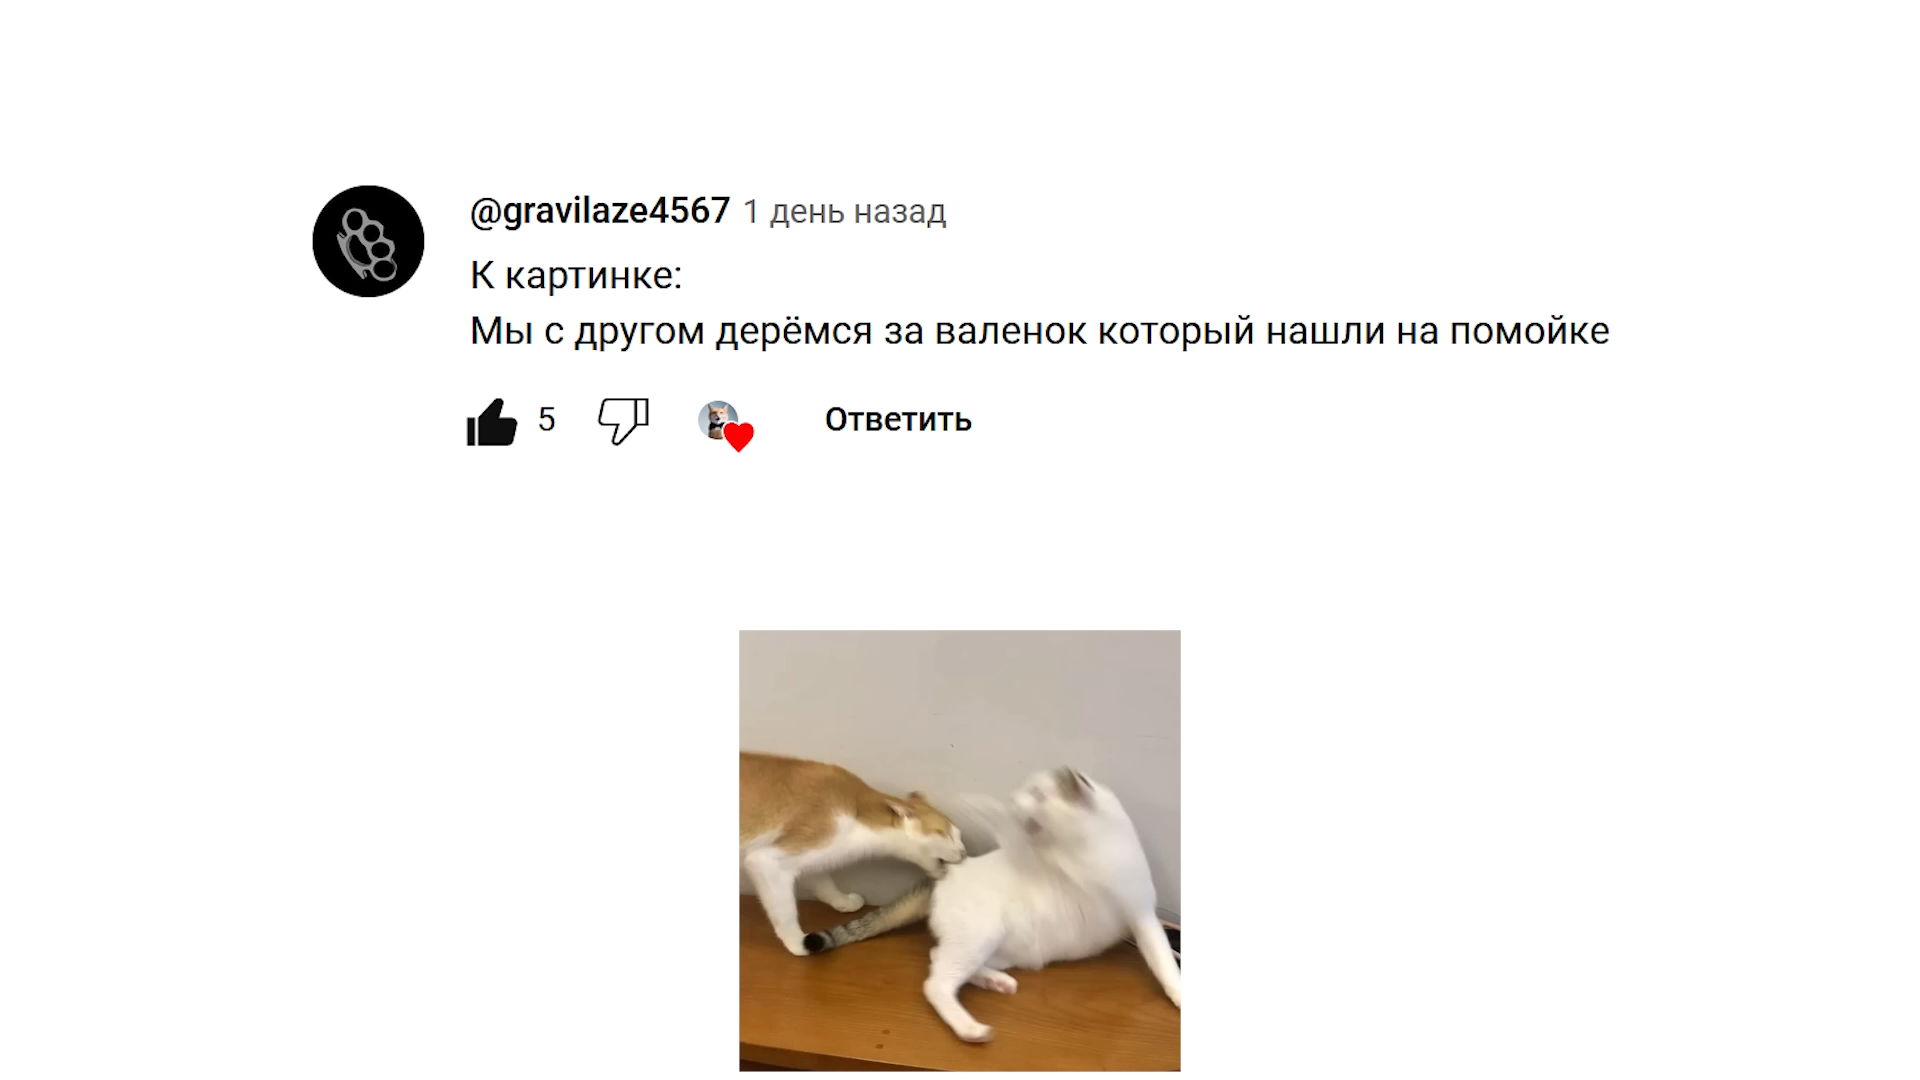 @gravilaze4567 1 день назад
К картинке:
Мы с другом дерёмся за валенок который нашли на помойке
5
Ответить